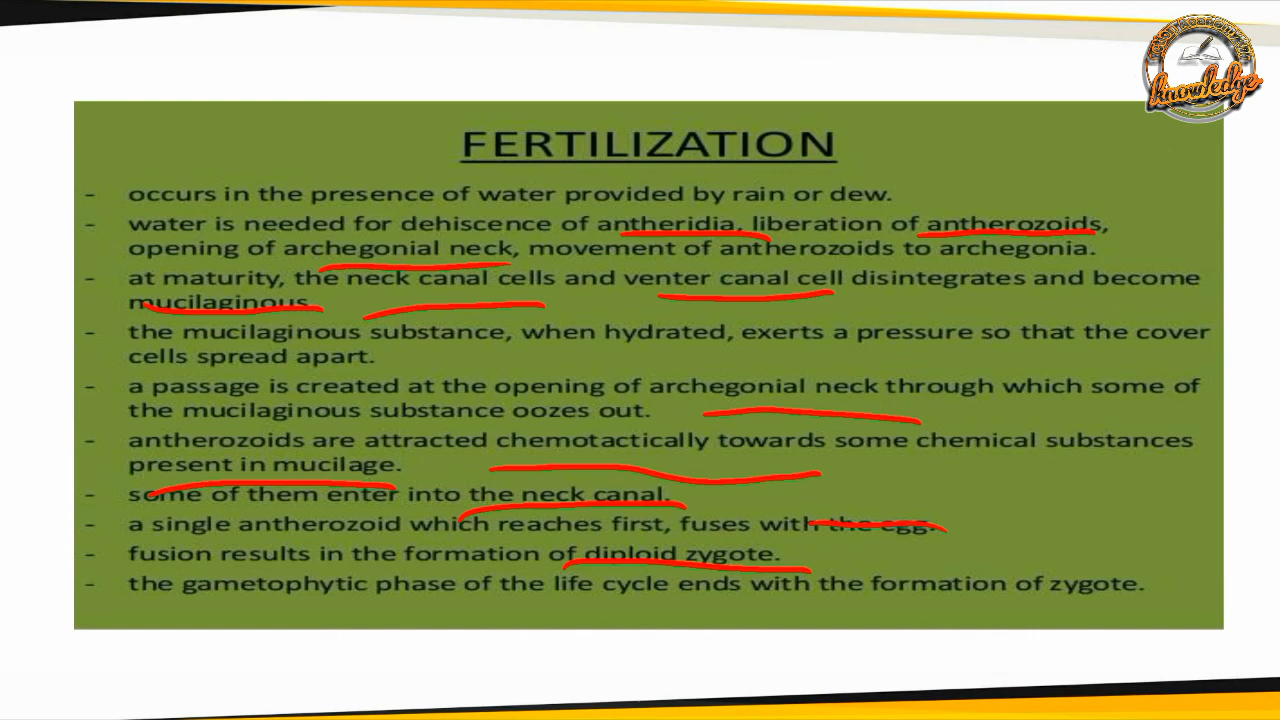 knowledge
FERTILIZATION
- occurs in the presence of water provided by rain or dew.
- water is needed for dehiscence of antheridia, liberation of antherozoids,
opening of archegonial neck, movement of antherozoids to archegonia.
- at maturity, the neck canal cells and venter canal cell disintegrates and become
mucilaginous.
- the mucilaginous substance, when hydrated, exerts a pressure so that the cover
cells spread apart.
- a passage is created at the opening of archegonial neck through which some of
the mucilaginous substance oozes out.
- antherozoids are attracted chemotactically towards some chemical substances
present in mucilage.
- some of them enter into the neck canal.
- a single antherozoid which reaches first, fuses with the egg.
- fusion results in the formation of diploid zygote.
- the gametophytic phase of the life cycle ends with the formation of zygote.